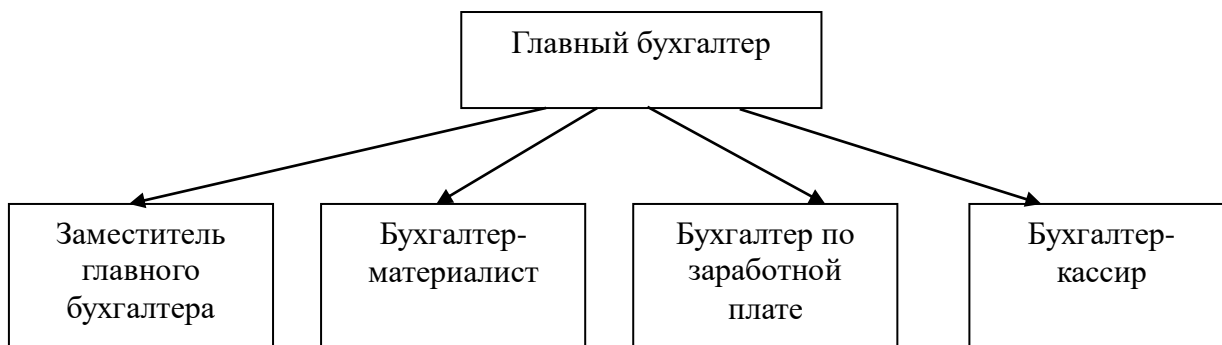 Главный бухгалтер
Заместитель
главного
бухгалтера
Бухгалтер-
материалист
Бухгалтер по
заработной
плате
Бухгалтер-
кассир